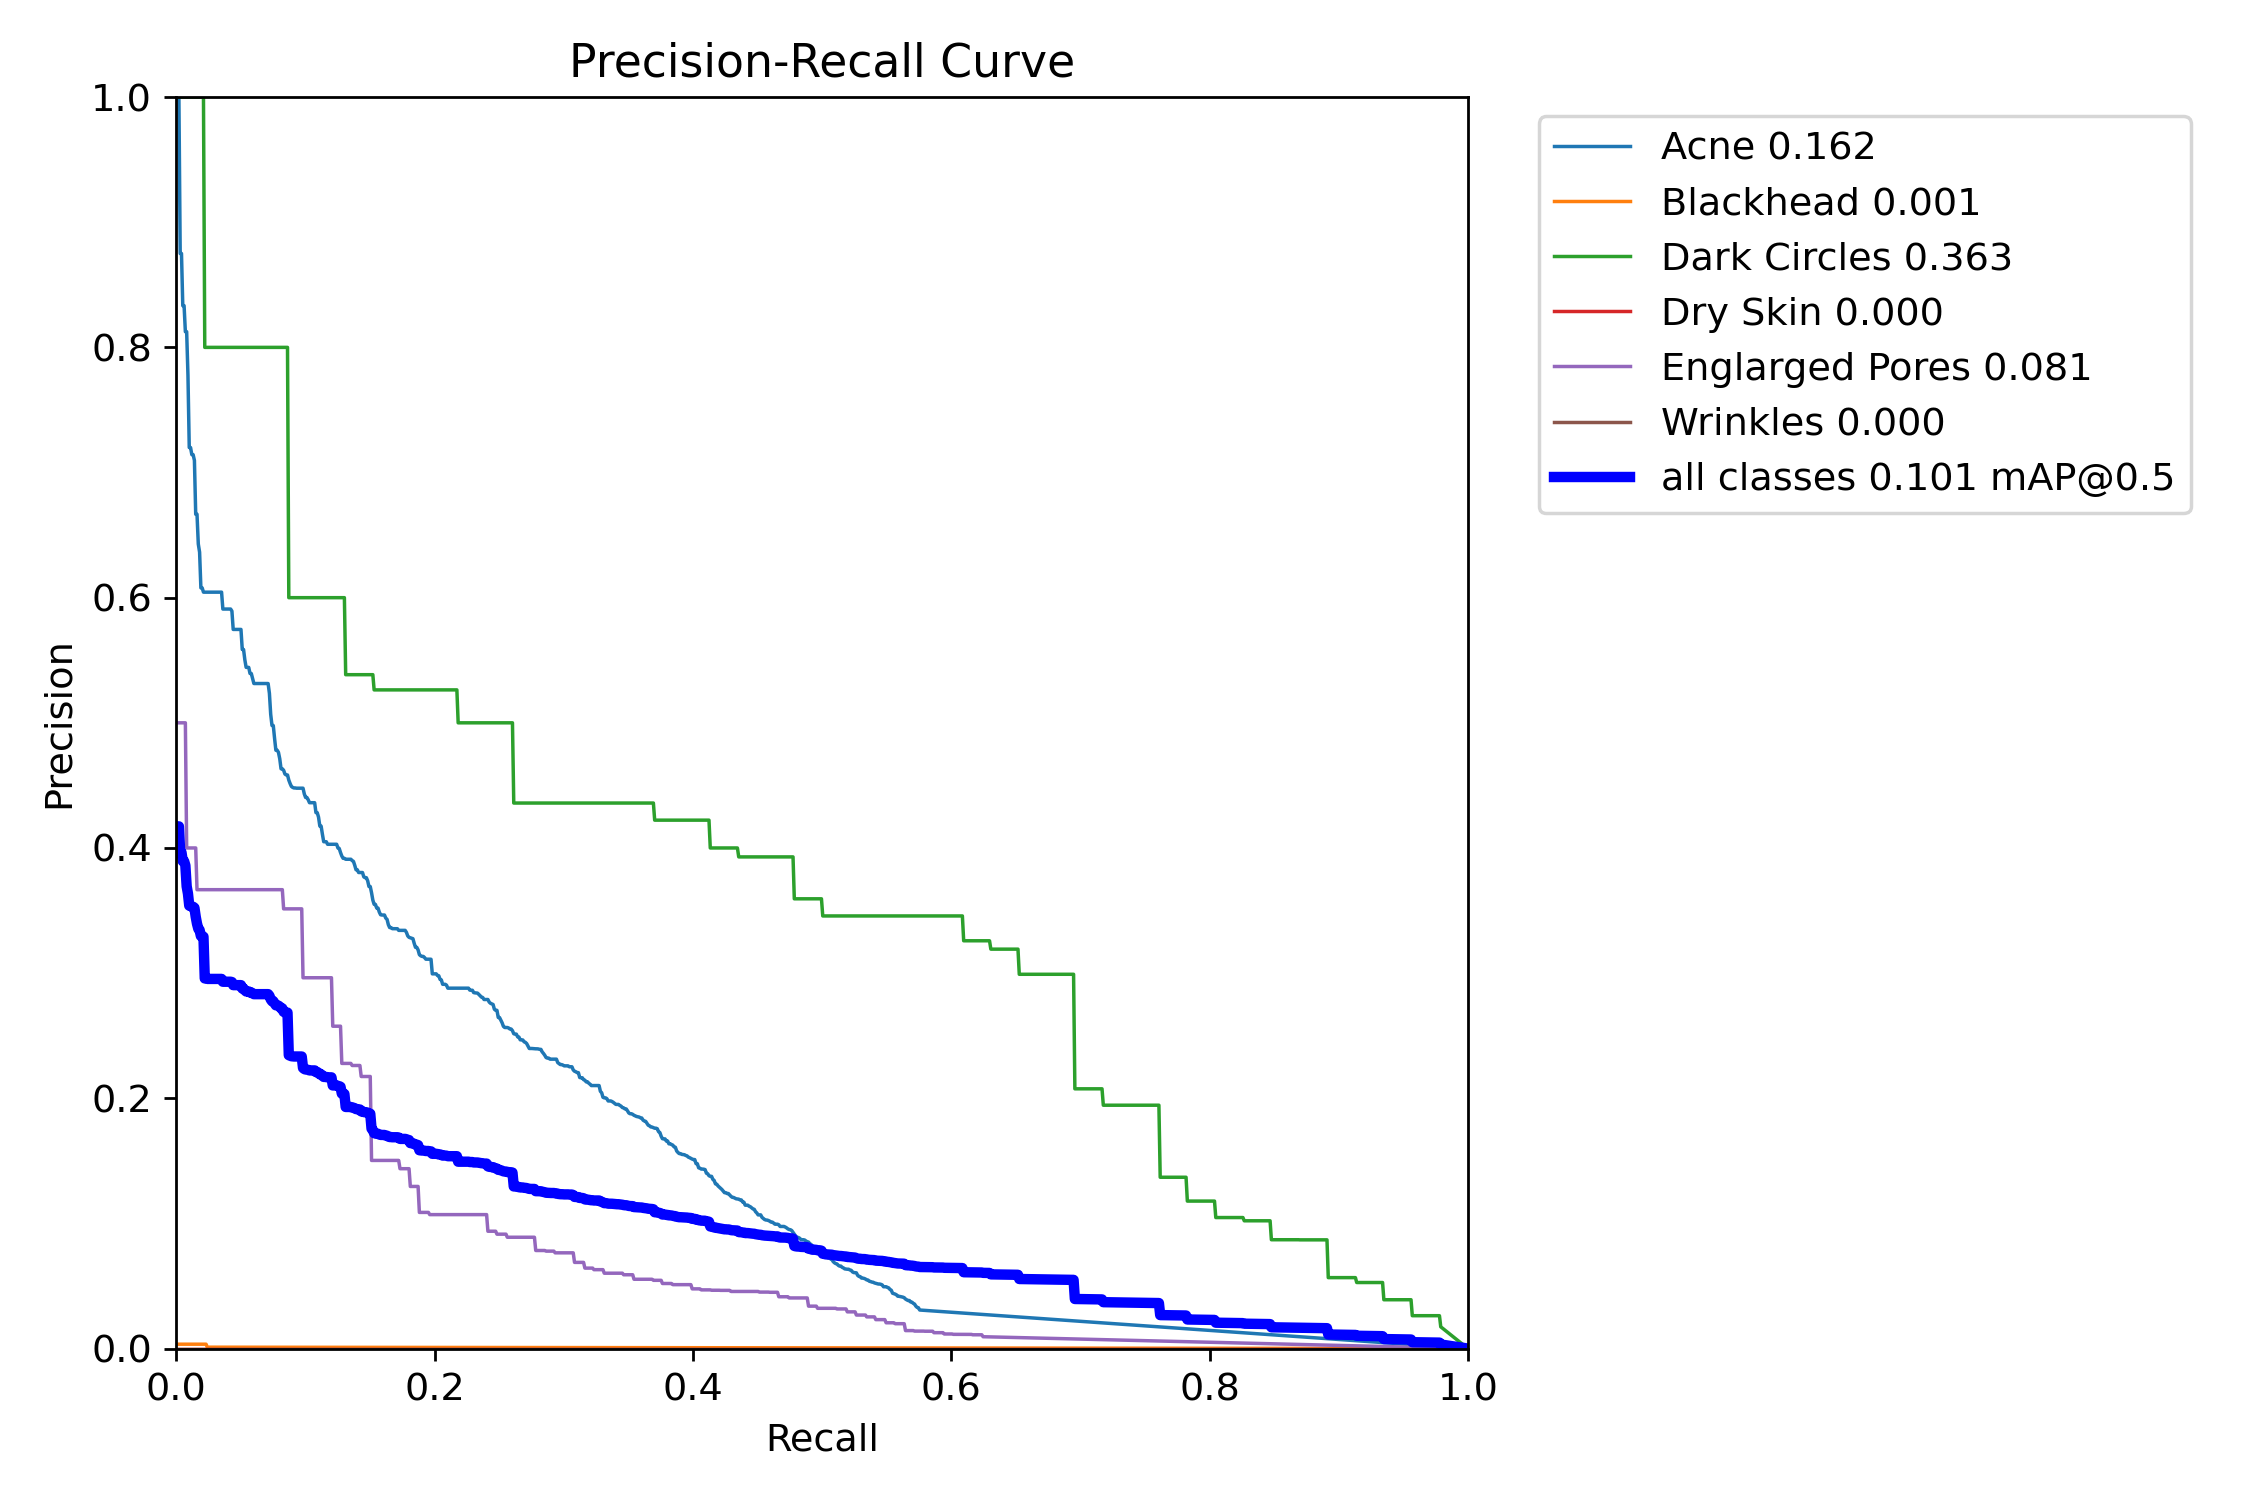 Precision-Recall Curve
1.0
0.8
0.6
0.4
0.2
0.0
Precision
0.0 0.2 0.4 0.6 0.8 1.0
Recall
Acne 0.162
Blackhead 0.001
Dark Circles 0.363
Dry Skin 0.000
Englarged Pores 0.081
Wrinkles 0.000
all classes 0.101 mAP@0.5